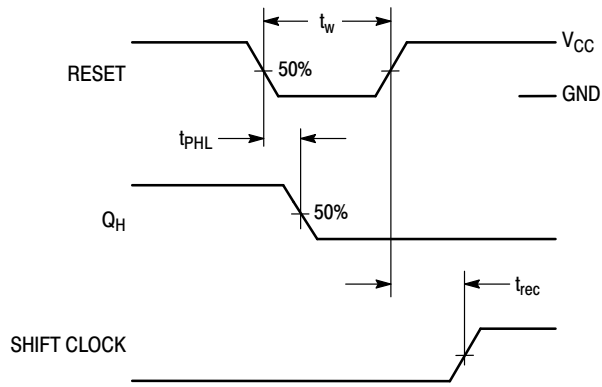 t_w
V_CC
RESET
50%
GND
t_PHL
Q_H
50%
t_rec
SHIFT CLOCK